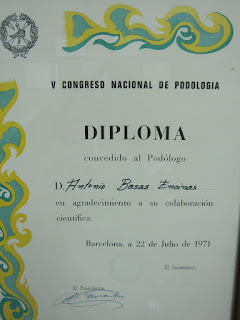 V CONGRESO NACIONAL DE PODOLOGIA
DIPLOMA
concedido al Podólogo
D. Antonio Basas Encinas
en agradecimiento a su colaboración
científica.
Barcelona, a 22 de Julio de 1971
El Secretario,
El Presidente,